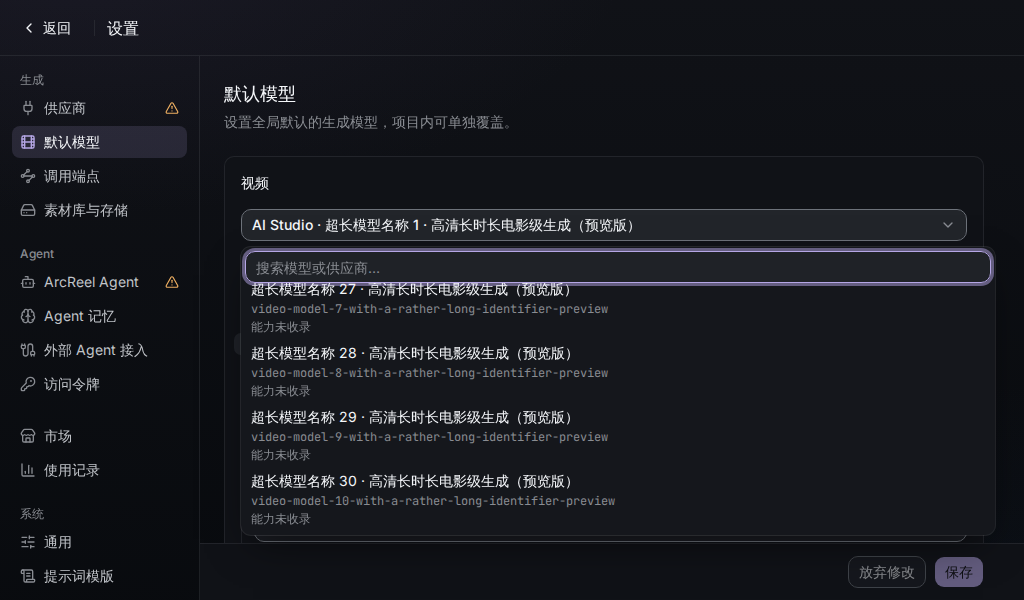 返回
设置
生成
供应商
默认模型
调用端点
素材库与存储
Agent
ArcReel Agent
Agent 记忆
外部 Agent 接入
访问令牌
市场
使用记录
系统
通用
提示词模版
默认模型
设置全局默认的生成模型，项目内可单独覆盖。
视频
AI Studio · 超长模型名称 1 · 高清长时长电影级生成（预览版）
搜索模型或供应商...
超长模型名称 27 · 高清长时长电影级生成（预览版）
video-model-7-with-a-rather-long-identifier-preview
能力未收录
超长模型名称 28 · 高清长时长电影级生成（预览版）
video-model-8-with-a-rather-long-identifier-preview
能力未收录
超长模型名称 29 · 高清长时长电影级生成（预览版）
video-model-9-with-a-rather-long-identifier-preview
能力未收录
超长模型名称 30 · 高清长时长电影级生成（预览版）
video-model-10-with-a-rather-long-identifier-preview
能力未收录
放弃修改
保存